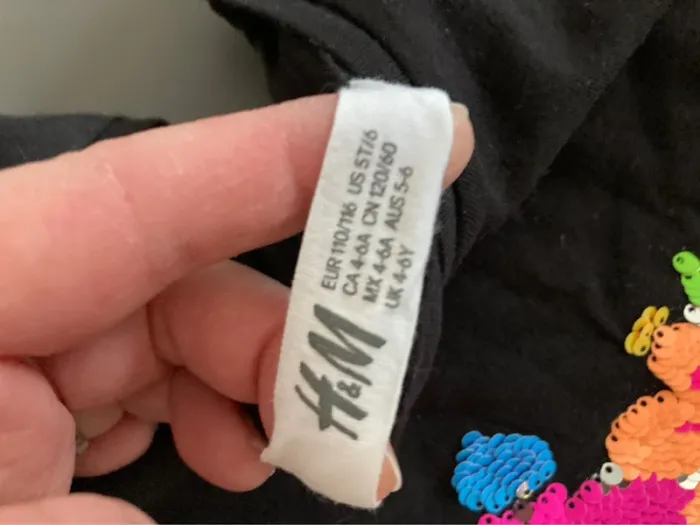 H&M
EUR 110/116 US 5T/6
CA 4-6A CN 120/60
MX 4-6A AUS 5-6
UK 4-6Y